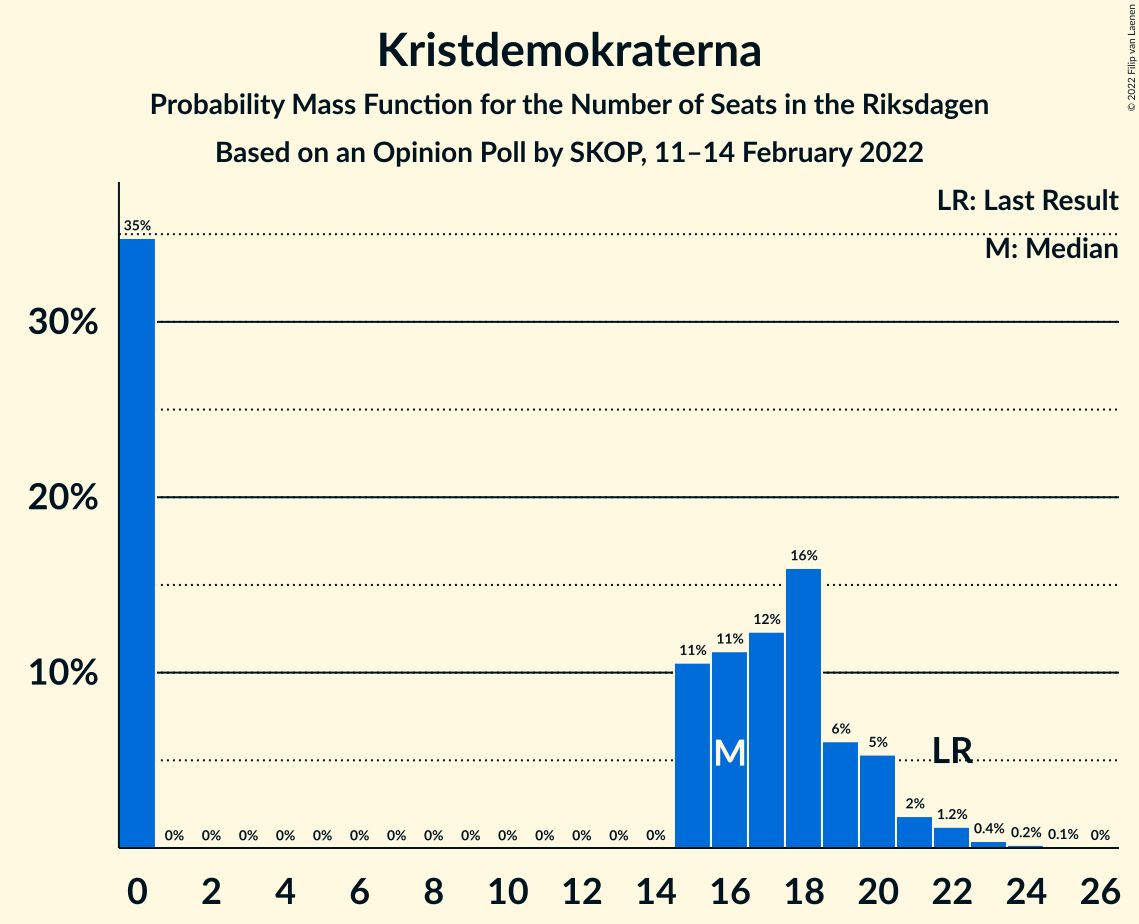 Kristdemokraterna
Probability Mass Function for the Number of Seats in the Riksdagen
Based on an Opinion Poll by SKOP, 11–14 February 2022
© 2022 Filip van Laenen
LR: Last Result
M: Median
35%
30%
20%
16%
12%
11%
11%
10%
6%
5%
M
LR
2%
1.2%
0.4%
0.2%
0.1%
0%
0% 0% 0% 0% 0% 0% 0% 0% 0% 0% 0% 0% 0% 0%
0 2 4 6 8 10 12 14 16 18 20 22 24 26